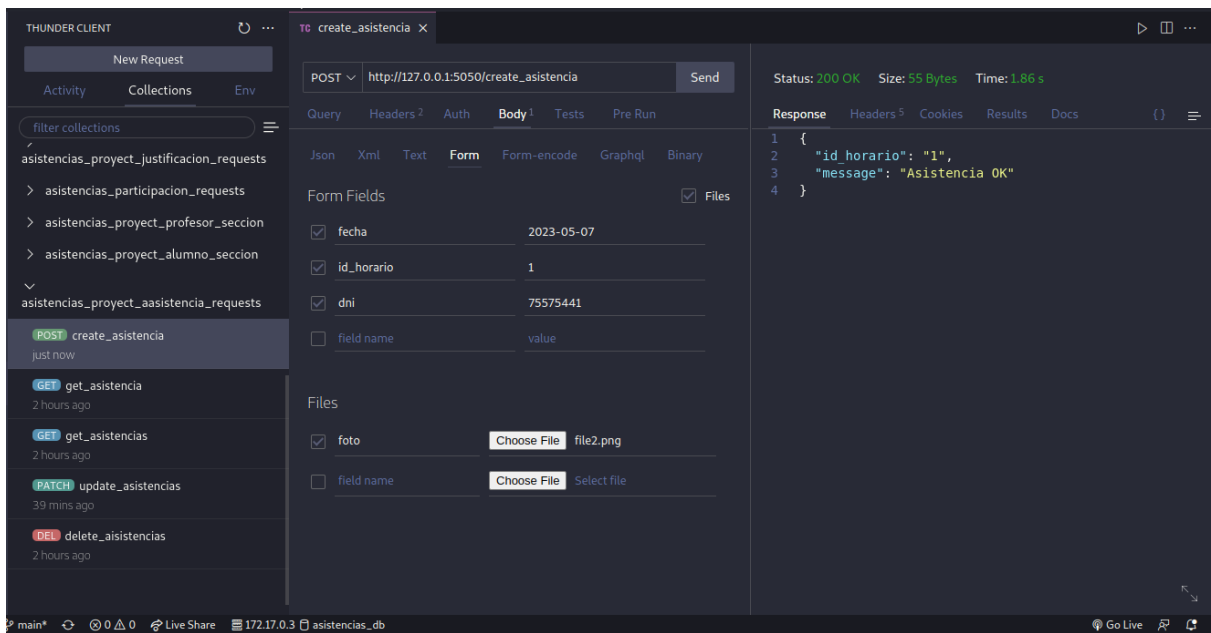 THUNDER CLIENT
New Request
Activity Collections Env
filter collections
asistencias_proyect_justificacion_requests
asistencias_participacion_requests
asistencias_proyect_profesor_seccion
asistencias_proyect_alumno_seccion
asistencias_proyect_aasistencia_requests
POST create_asistencia
just now
GET get_asistencia
2 hours ago
GET get_asistencias
2 hours ago
PATCH update_asistencias
39 mins ago
DEL delete_aisistencias
2 hours ago
TC create_asistencia
POST http://127.0.0.1:5050/create_asistencia Send
Query Headers 2 Auth Body 1 Tests Pre Run
Json Xml Text Form Form-encode Graphql Binary
Form Fields Files
fecha 2023-05-07
id_horario 1
dni 75575441
field name value
Files
foto Choose File file2.png
field name Choose File Select file
Status: 200 OK Size: 55 Bytes Time: 1.86 s
Response Headers 5 Cookies Results Docs {}
1 {
2 "id_horario": "1",
3 "message": "Asistencia OK"
4 }
main* 0 0 Live Share 172.17.0.3 asistencias_db Go Live